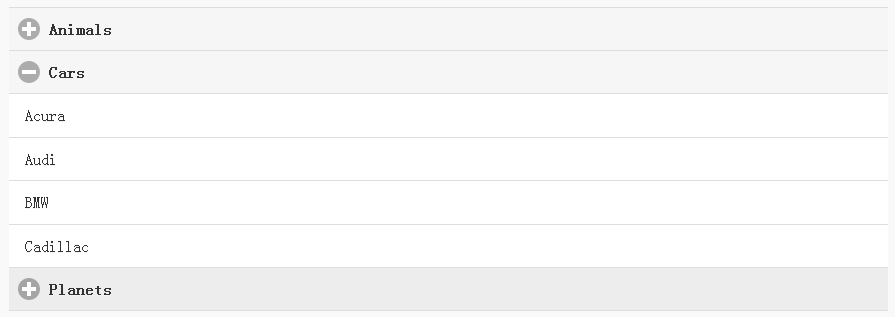 Animals
Cars
Acura
Audi
BMW
Cadillac
Planets